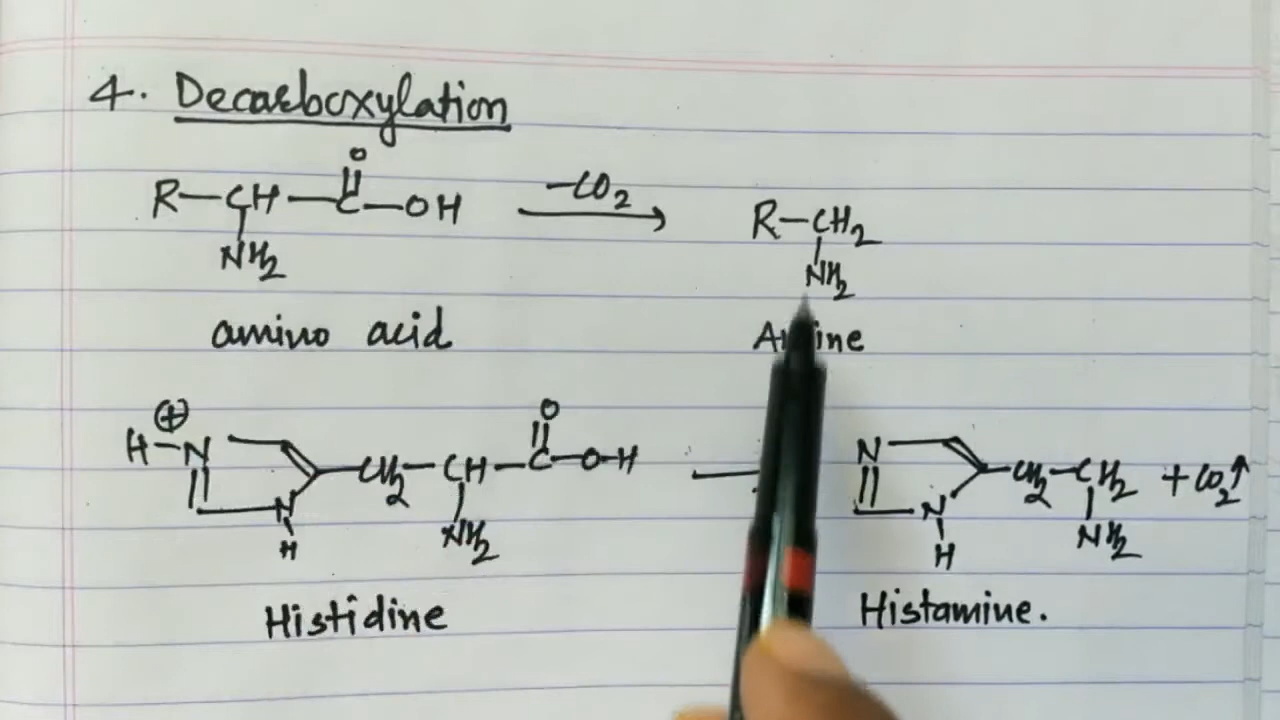 4. Decarboxylation
O
R—CH—C—OH —CO2 R—CH2
NH2 NH2
amino acid Amine
⊕ O
H—N CH2—CH—C—O—H N CH2—CH2 + CO2↑
N NH2 N NH2
H H
Histidine Histamine.